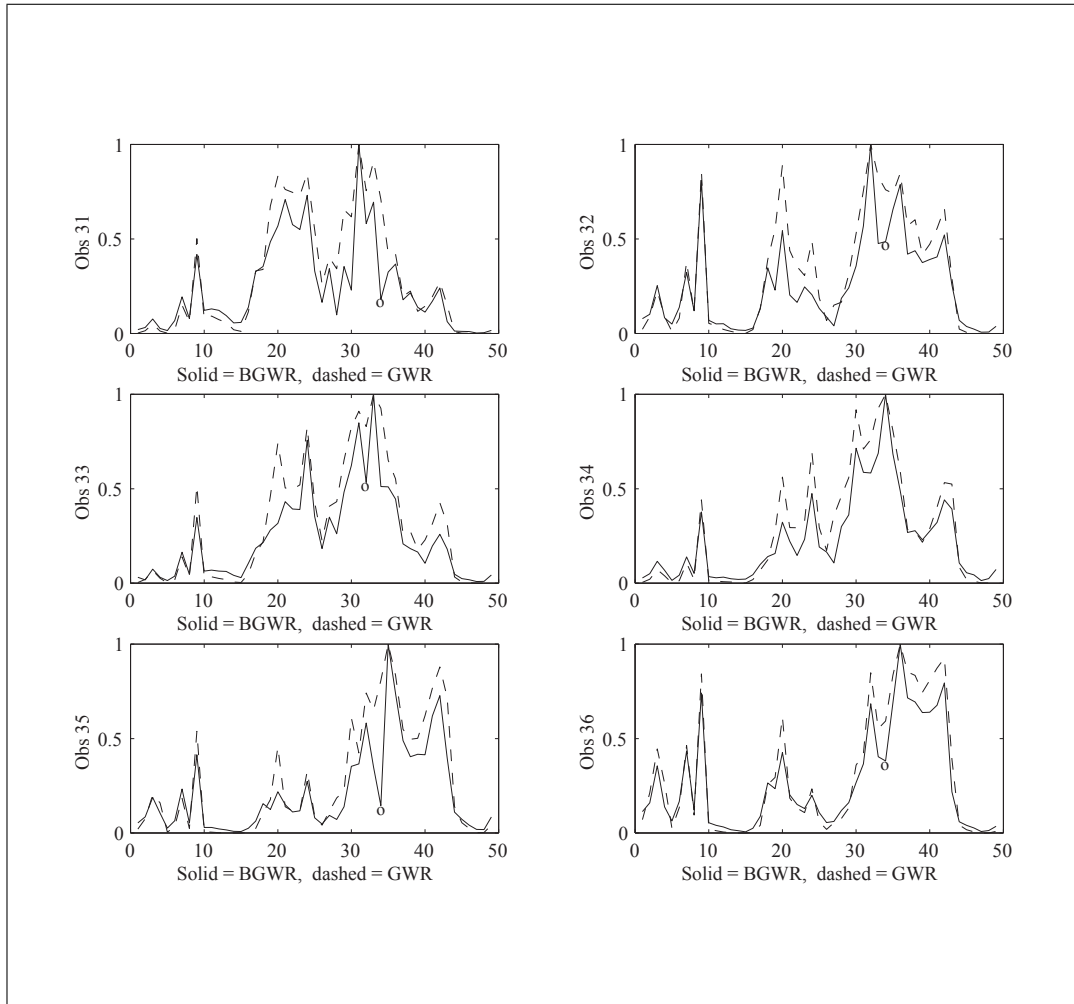 1
0.5
0
Obs 31
0 10 20 30 40 50
Solid = BGWR, dashed = GWR
o
1
0.5
0
Obs 32
0 10 20 30 40 50
Solid = BGWR, dashed = GWR
o
1
0.5
0
Obs 33
0 10 20 30 40 50
Solid = BGWR, dashed = GWR
o
1
0.5
0
Obs 34
0 10 20 30 40 50
Solid = BGWR, dashed = GWR
1
0.5
0
Obs 35
0 10 20 30 40 50
Solid = BGWR, dashed = GWR
o
1
0.5
0
Obs 36
0 10 20 30 40 50
Solid = BGWR, dashed = GWR
o